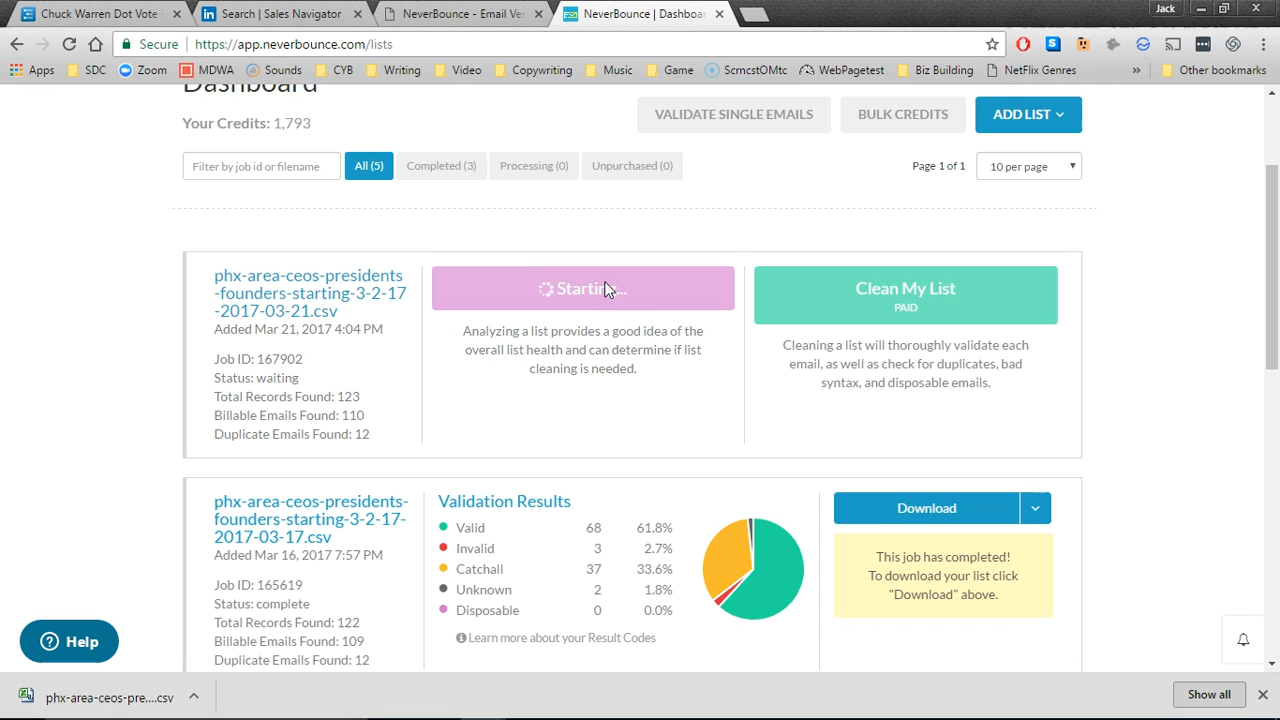 Chuck Warren Dot Vote -
Search | Sales Navigator
NeverBounce - Email Ver
NeverBounce | Dashboar
Jack
Secure
https://app.neverbounce.com/lists
Apps
SDC
Zoom
MDWA
Sounds
CYB
Writing
Video
Copywriting
Music
Game
ScrncstOMtc
WebPagetest
Biz Building
NetFlix Genres
»
Other bookmarks
Dashboard
Your Credits: 1,793
VALIDATE SINGLE EMAILS
BULK CREDITS
ADD LIST
Filter by job id or filename
All (5)
Completed (3)
Processing (0)
Unpurchased (0)
Page 1 of 1
10 per page
phx-area-ceos-presidents
-founders-starting-3-2-17
-2017-03-21.csv
Added Mar 21, 2017 4:04 PM
Job ID: 167902
Status: waiting
Total Records Found: 123
Billable Emails Found: 110
Duplicate Emails Found: 12
Starting...
Analyzing a list provides a good idea of the
overall list health and can determine if list
cleaning is needed.
Clean My List
PAID
Cleaning a list will thoroughly validate each
email, as well as check for duplicates, bad
syntax, and disposable emails.
phx-area-ceos-presidents-
founders-starting-3-2-17-
2017-03-17.csv
Added Mar 16, 2017 7:57 PM
Job ID: 165619
Status: complete
Total Records Found: 122
Billable Emails Found: 109
Duplicate Emails Found: 12
Validation Results
Valid 68 61.8%
Invalid 3 2.7%
Catchall 37 33.6%
Unknown 2 1.8%
Disposable 0 0.0%
Learn more about your Result Codes
Download
This job has completed!
To download your list click
"Download" above.
Help
phx-area-ceos-pre....csv
Show all